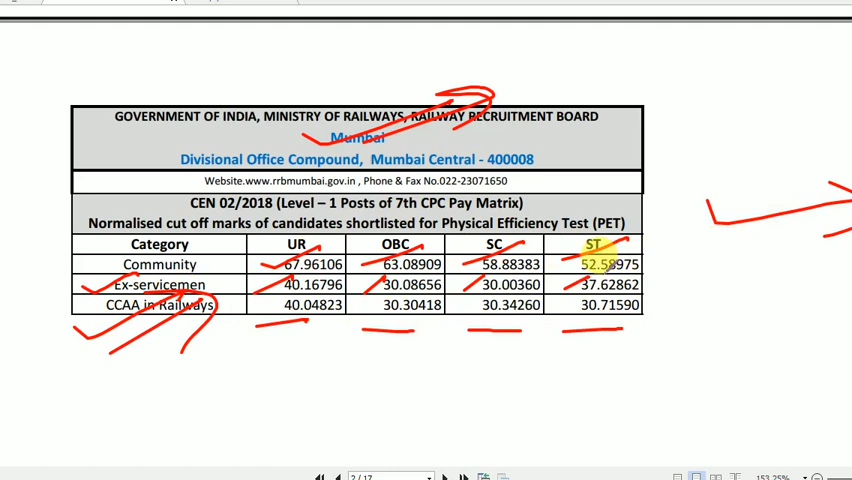 GOVERNMENT OF INDIA, MINISTRY OF RAILWAYS, RAILWAY RECRUITMENT BOARD
Mumbai
Divisional Office Compound, Mumbai Central - 400008
Website.www.rrbmumbai.gov.in , Phone & Fax No.022-23071650
CEN 02/2018 (Level – 1 Posts of 7th CPC Pay Matrix)
Normalised cut off marks of candidates shortlisted for Physical Efficiency Test (PET)
Category UR OBC SC ST
Community 67.96106 63.08909 58.88383 52.58975
Ex-servicemen 40.16796 30.08656 30.00360 37.62862
CCAA in Railways 40.04823 30.30418 30.34260 30.71590
2 / 17 153.25%